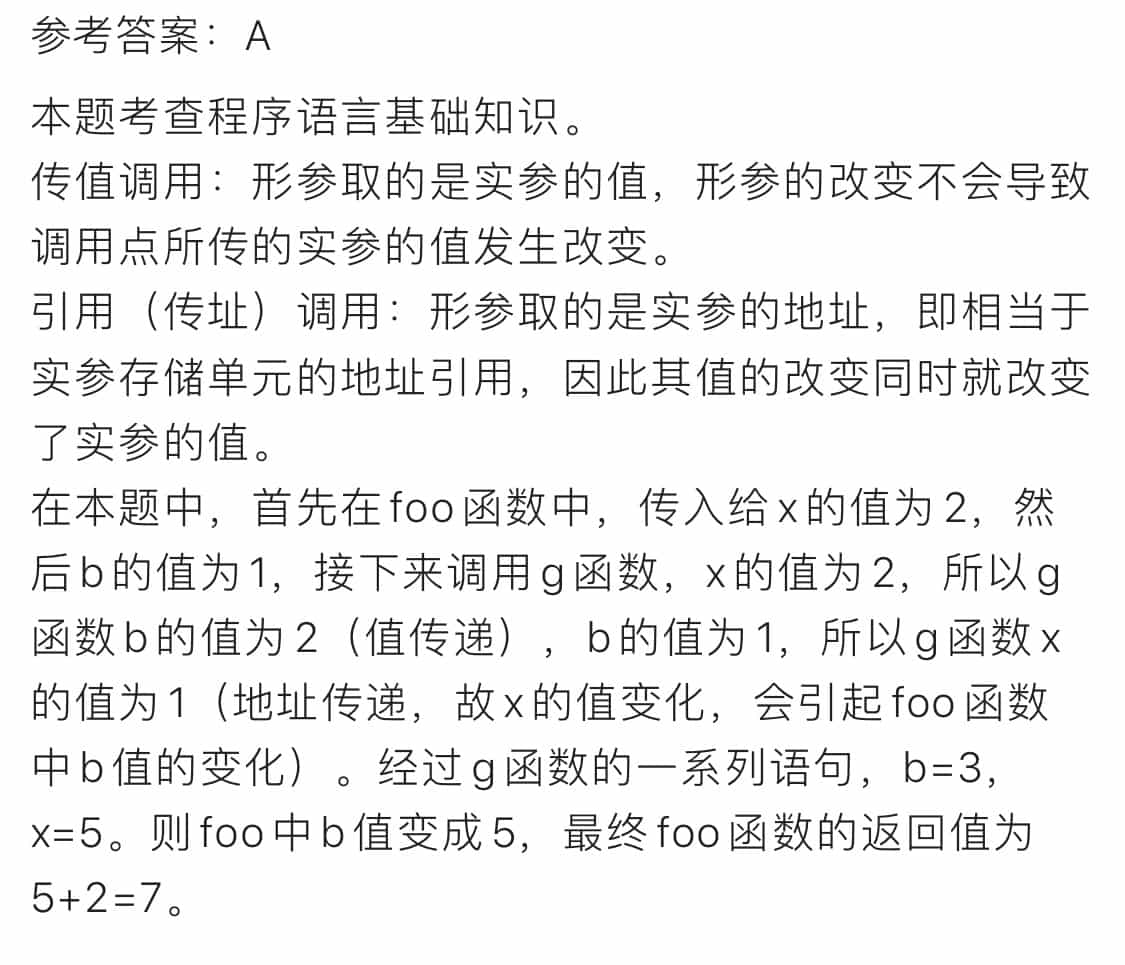 参考答案：A
本题考查程序语言基础知识。
传值调用：形参取的是实参的值，形参的改变不会导致
调用点所传的实参的值发生改变。
引用（传址）调用：形参取的是实参的地址，即相当于
实参存储单元的地址引用，因此其值的改变同时就改变
了实参的值。
在本题中，首先在foo函数中，传入给x的值为2，然
后b的值为1，接下来调用g函数，x的值为2，所以g
函数b的值为2（值传递），b的值为1，所以g函数x
的值为1（地址传递，故x的值变化，会引起foo函数
中b值的变化）。经过g函数的一系列语句，b=3，
x=5。则foo中b值变成5，最终foo函数的返回值为
5+2=7。